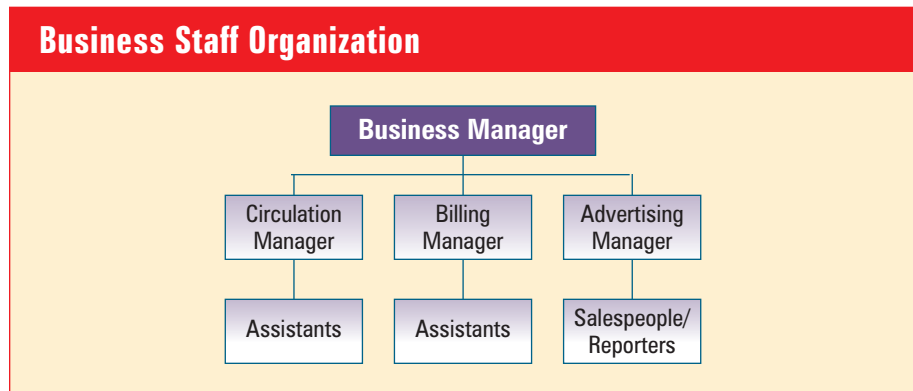 Business Staff Organization
Business Manager
Circulation
Manager
Billing
Manager
Advertising
Manager
Assistants
Assistants
Salespeople/
Reporters